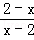 2 − x
x − 2